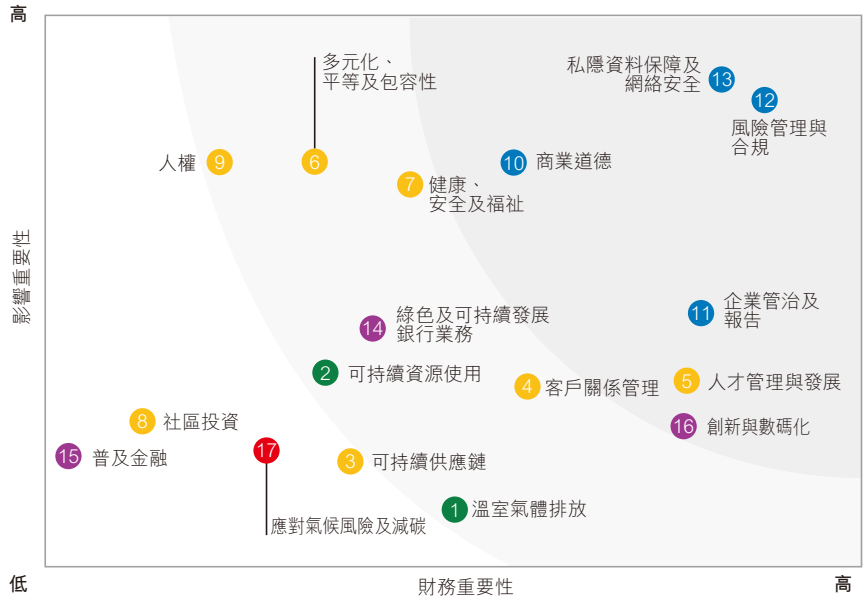 高
多元化、
平等及包容性
私隱資料保障及
網絡安全
13
12
風險管理與
合規
人權
9
6
10
商業道德
7
健康、
安全及福祉
影響重要性
企業管治及
報告
11
綠色及可持續發展
銀行業務
14
2
可持續資源使用
4
客戶關係管理
5
人才管理與發展
8
社區投資
16
創新與數碼化
15
普及金融
17
3
可持續供應鏈
1
溫室氣體排放
應對氣候風險及減碳
低
財務重要性
高